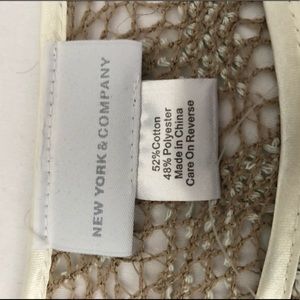 NEW YORK & COMPANY
52%Cotton
48% Polyester
Made in China
Care On Reverse